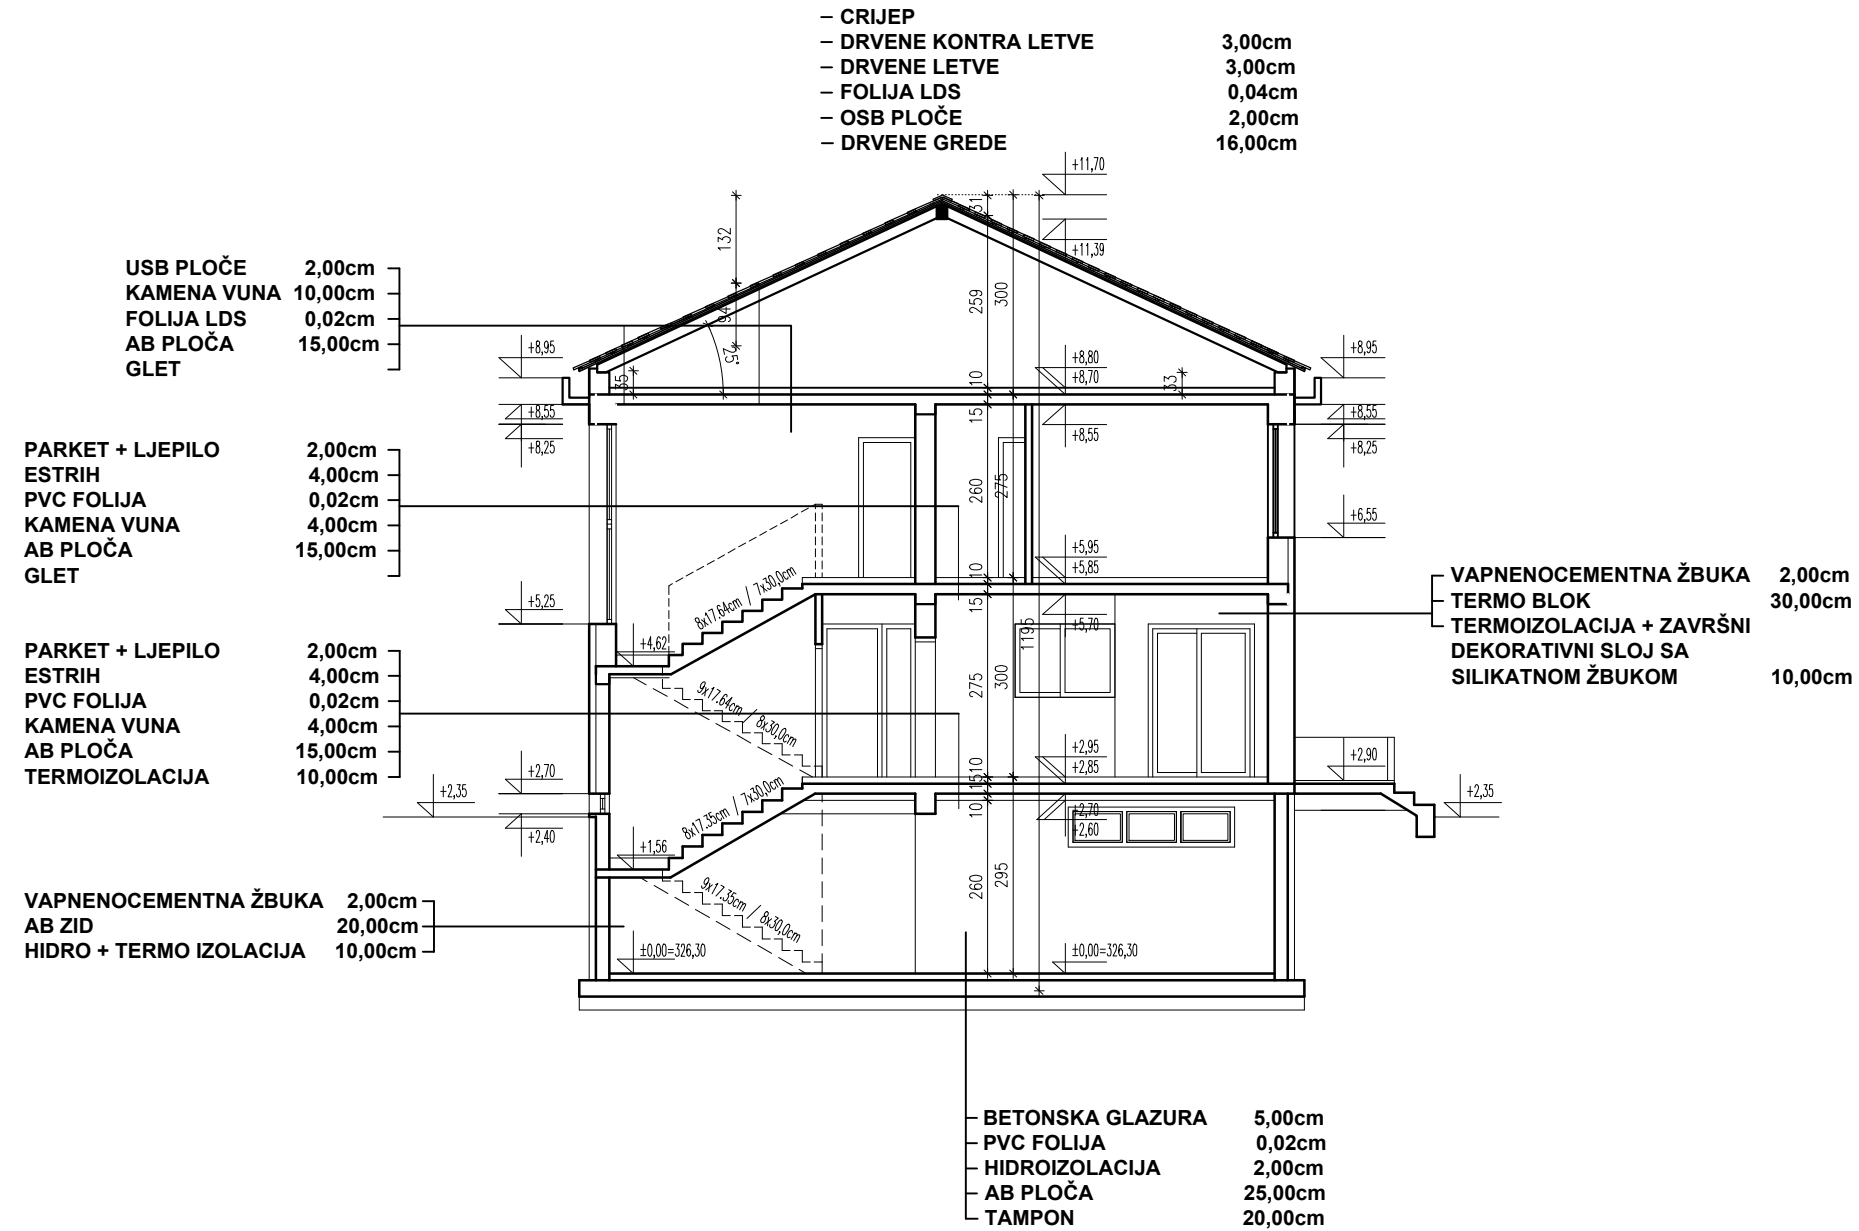 – CRIJEP
– DRVENE KONTRA LETVE 3,00cm
– DRVENE LETVE 3,00cm
– FOLIJA LDS 0,04cm
– OSB PLOČE 2,00cm
– DRVENE GREDE 16,00cm
USB PLOČE 2,00cm
KAMENA VUNA 10,00cm
FOLIJA LDS 0,02cm
AB PLOČA 15,00cm
GLET
PARKET + LJEPILO 2,00cm
ESTRIH 4,00cm
PVC FOLIJA 0,02cm
KAMENA VUNA 4,00cm
AB PLOČA 15,00cm
GLET
PARKET + LJEPILO 2,00cm
ESTRIH 4,00cm
PVC FOLIJA 0,02cm
KAMENA VUNA 4,00cm
AB PLOČA 15,00cm
TERMOIZOLACIJA 10,00cm
VAPNENOCEMENTNA ŽBUKA 2,00cm
AB ZID 20,00cm
HIDRO + TERMO IZOLACIJA 10,00cm
+8,95
+8,55
+8,25
+5,25
+2,70
+2,35
+2,40
132
94
25°
35
8x17.64cm / 7x30,0cm
+4,62
9x17.64cm / 8x30,0cm
8x17.35cm / 7x30,0cm
+1,56
9x17.35cm / 8x30,0cm
±0,00=326,30
31
259
10
15
260
10
15
275
10
15
10
260
300
275
300
295
1195
+11,70
+11,39
+8,80
+8,70
+8,55
+5,95
+5,85
+5,70
+2,95
+2,85
+2,70
+2,60
±0,00=326,30
33
+8,95
+8,55
+8,25
+6,55
+2,90
+2,35
VAPNENOCEMENTNA ŽBUKA 2,00cm
TERMO BLOK 30,00cm
TERMOIZOLACIJA + ZAVRŠNI
DEKORATIVNI SLOJ SA
SILIKATNOM ŽBUKOM 10,00cm
BETONSKA GLAZURA 5,00cm
PVC FOLIJA 0,02cm
HIDROIZOLACIJA 2,00cm
AB PLOČA 25,00cm
TAMPON 20,00cm